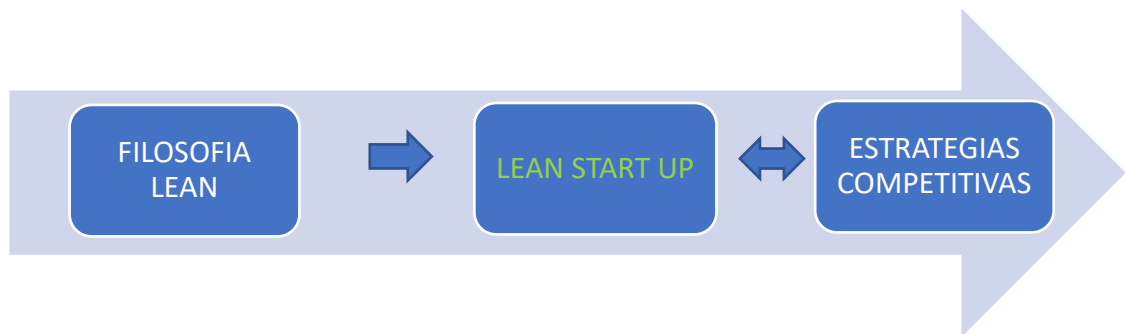 FILOSOFIA
LEAN
LEAN START UP
ESTRATEGIAS
COMPETITIVAS